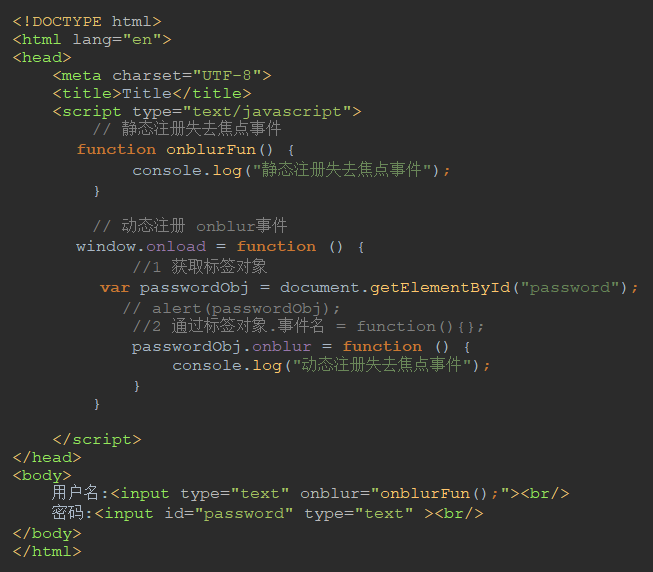 <!DOCTYPE html>
<html lang="en">
<head>
    <meta charset="UTF-8">
    <title>Title</title>
    <script type="text/javascript">
        // 静态注册失去焦点事件
      function onblurFun() {
            console.log("静态注册失去焦点事件");
        }

        // 动态注册 onblur事件
      window.onload = function () {
            //1 获取标签对象
         var passwordObj = document.getElementById("password");
           // alert(passwordObj);
            //2 通过标签对象.事件名 = function(){};
            passwordObj.onblur = function () {
                console.log("动态注册失去焦点事件");
            }
        }

    </script>
</head>
<body>
    用户名:<input type="text" onblur="onblurFun();"><br/>
    密码:<input id="password" type="text" ><br/>
</body>
</html>